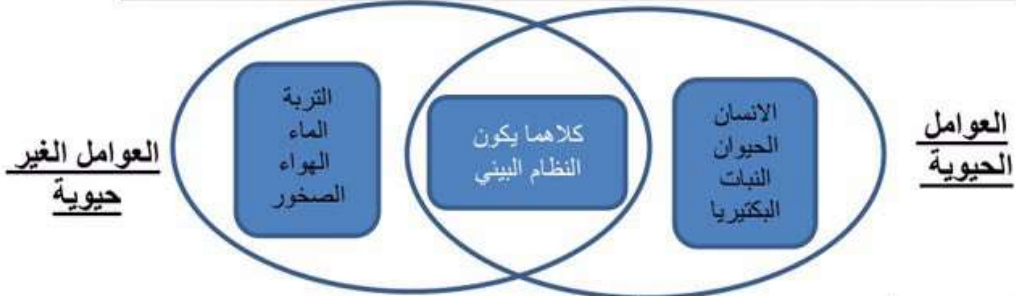 العوامل
الحيوية
الانسان
الحيوان
النبات
البكتيريا
كلاهما يكون
النظام البيئي
التربة
الماء
الهواء
الصخور
العوامل الغير
حيوية